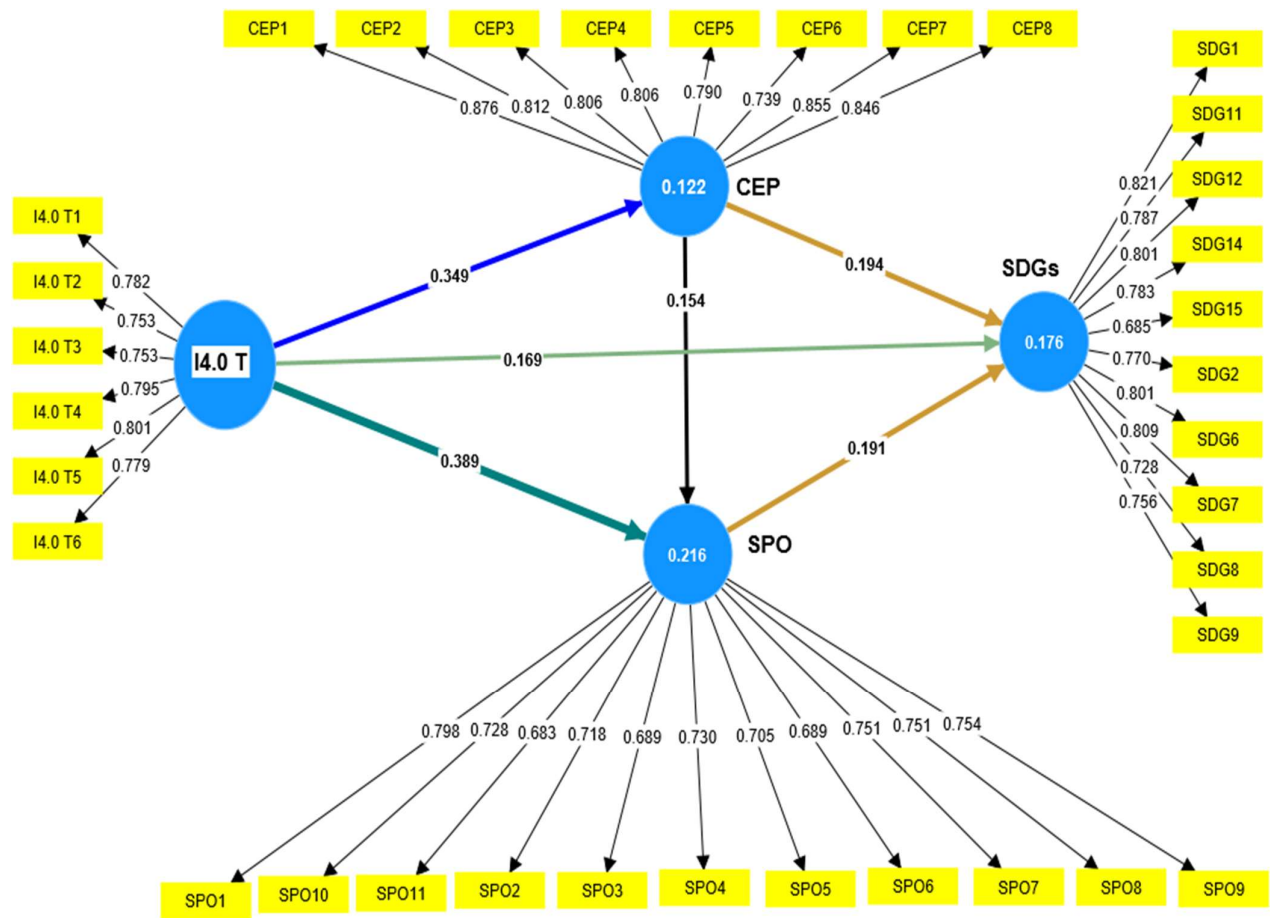 CEP1 CEP2 CEP3 CEP4 CEP5 CEP6 CEP7 CEP8
0.876 0.812 0.806 0.806 0.790 0.739 0.855 0.846
0.122 CEP
I4.0 T1
I4.0 T2
I4.0 T3
I4.0 T4
I4.0 T5
I4.0 T6
0.782
0.753
0.753
0.795
0.801
0.779
I4.0 T
0.349
0.169
0.389
0.154
0.194
0.191
SDGs
0.176
0.821
0.787
0.801
0.783
0.685
0.770
0.801
0.809
0.728
0.756
SDG1
SDG11
SDG12
SDG14
SDG15
SDG2
SDG6
SDG7
SDG8
SDG9
0.216 SPO
0.798 0.728 0.683 0.718 0.689 0.730 0.705 0.689 0.751 0.751 0.754
SPO1 SPO10 SPO11 SPO2 SPO3 SPO4 SPO5 SPO6 SPO7 SPO8 SPO9